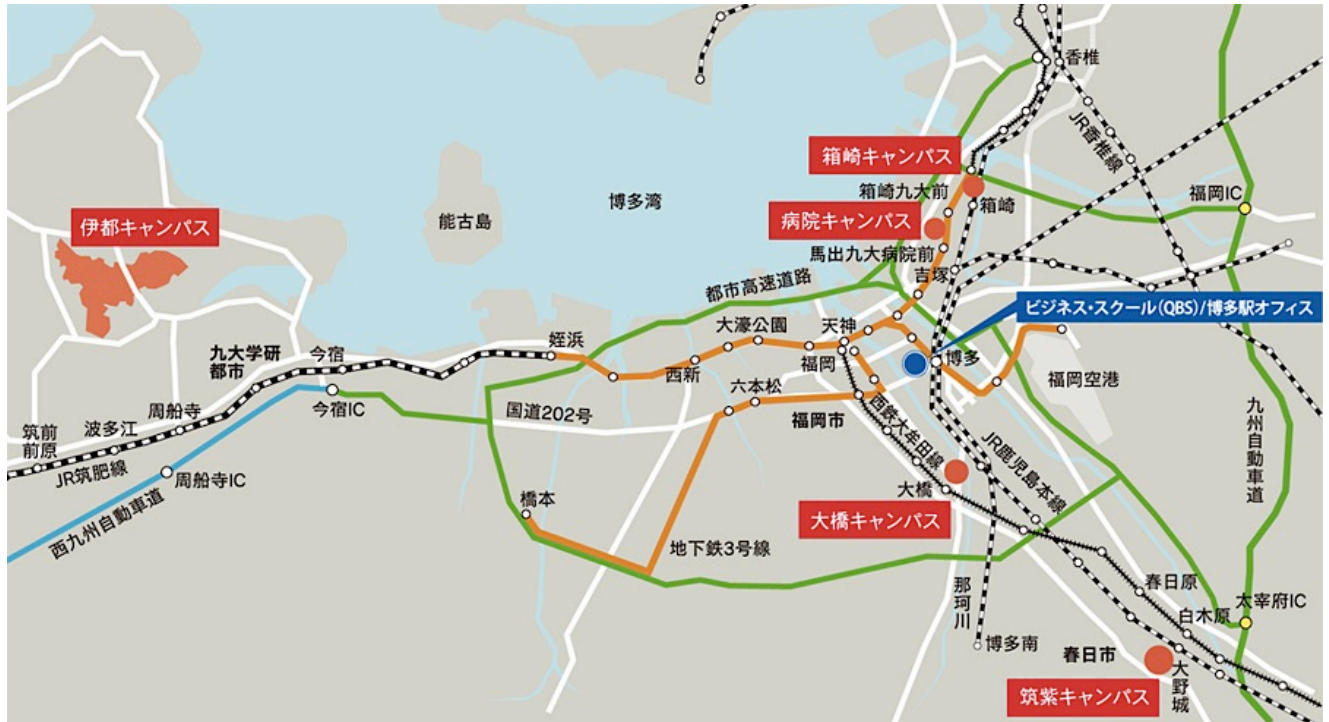 香椎
JR香椎線
箱崎キャンパス
箱崎九大前
箱崎
福岡IC
病院キャンパス
馬出九大病院前
吉塚
伊都キャンパス
能古島
博多湾
都市高速道路
ビジネス・スクール(QBS)/博多駅オフィス
大濠公園
天神
福岡
博多
福岡空港
姪浜
西新
六本松
福岡市
九大学研
都市
今宿
今宿IC
国道202号
周船寺
波多江
筑前
前原
JR筑肥線
周船寺IC
西九州自動車道
橋本
地下鉄3号線
西鉄大牟田線
JR鹿児島本線
九州自動車道
大橋
大橋キャンパス
那珂川
博多南
春日原
白木原
太宰府IC
春日市
大野城
筑紫キャンパス